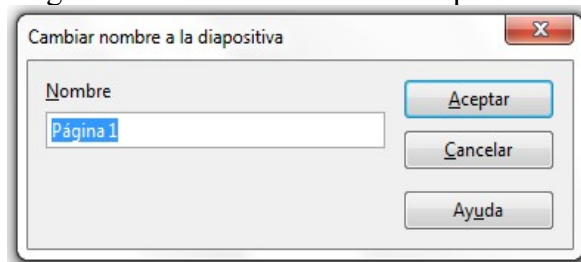 Cambiar nombre a la diapositiva
Nombre
Página 1
Aceptar
Cancelar
Ayuda